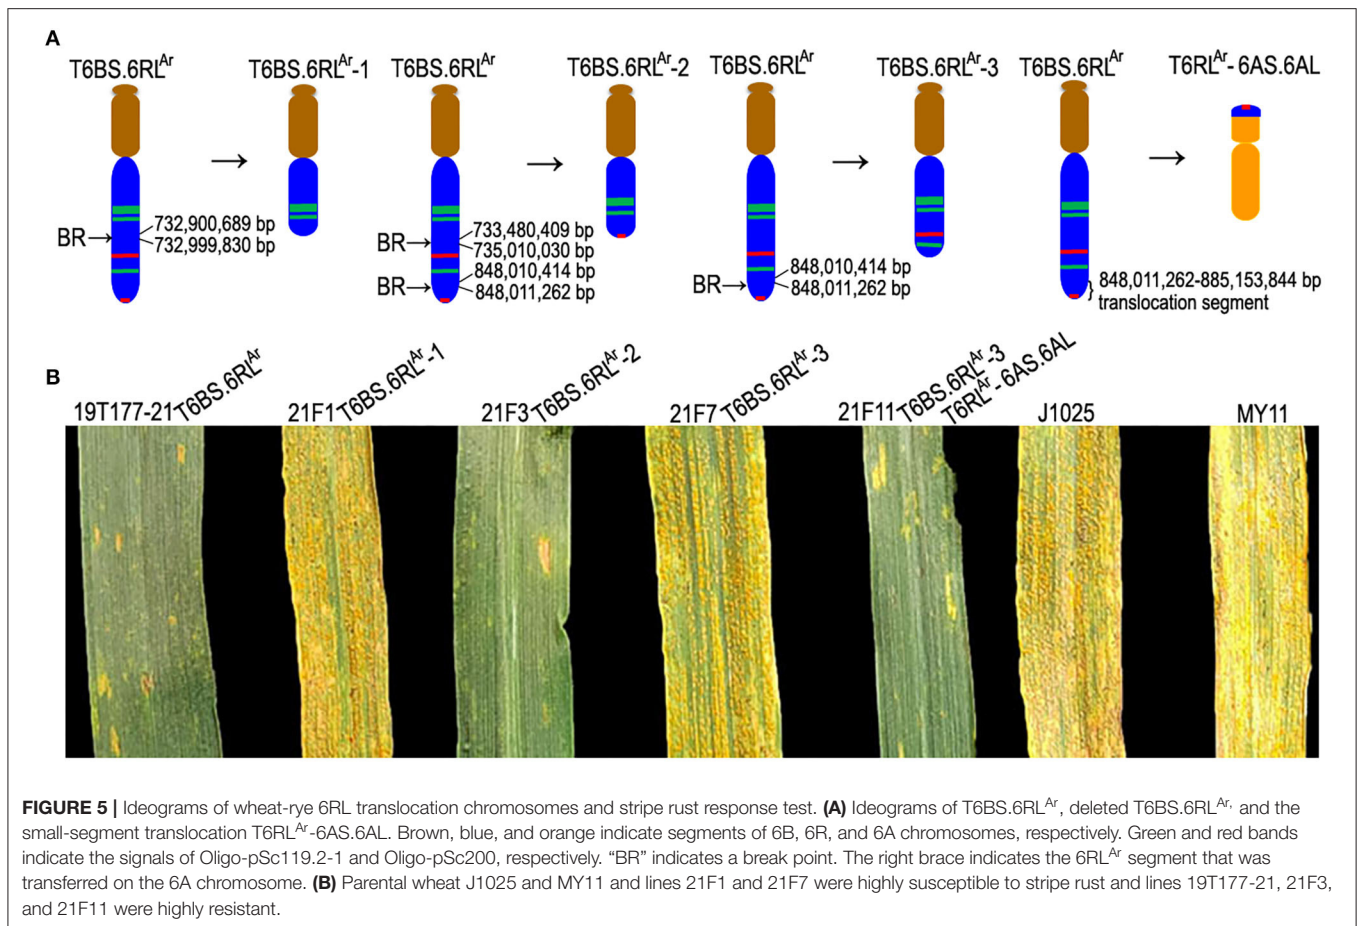 A
T6BS.6RL^Ar T6BS.6RL^Ar-1 T6BS.6RL^Ar T6BS.6RL^Ar-2 T6BS.6RL^Ar T6BS.6RL^Ar-3 T6BS.6RL^Ar T6RL^Ar-6AS.6AL
BR→ 732,900,689 bp
732,999,830 bp
BR→ 733,480,409 bp
735,010,030 bp
BR→ 848,010,414 bp
848,011,262 bp
BR→ 848,010,414 bp
848,011,262 bp
848,011,262-885,153,844 bp
translocation segment
B
19T177-21 T6BS.6RL^Ar
21F1 T6BS.6RL^Ar-1
21F3 T6BS.6RL^Ar-2
21F7 T6BS.6RL^Ar-3
21F11 T6BS.6RL^Ar-3
T6RL^Ar-6AS.6AL
J1025
MY11
FIGURE 5 | Ideograms of wheat-rye 6RL translocation chromosomes and stripe rust response test. (A) Ideograms of T6BS.6RL^Ar, deleted T6BS.6RL^Ar, and the
small-segment translocation T6RL^Ar-6AS.6AL. Brown, blue, and orange indicate segments of 6B, 6R, and 6A chromosomes, respectively. Green and red bands
indicate the signals of Oligo-pSc119.2-1 and Oligo-pSc200, respectively. “BR” indicates a break point. The right brace indicates the 6RL^Ar segment that was
transferred on the 6A chromosome. (B) Parental wheat J1025 and MY11 and lines 21F1 and 21F7 were highly susceptible to stripe rust and lines 19T177-21, 21F3,
and 21F11 were highly resistant.